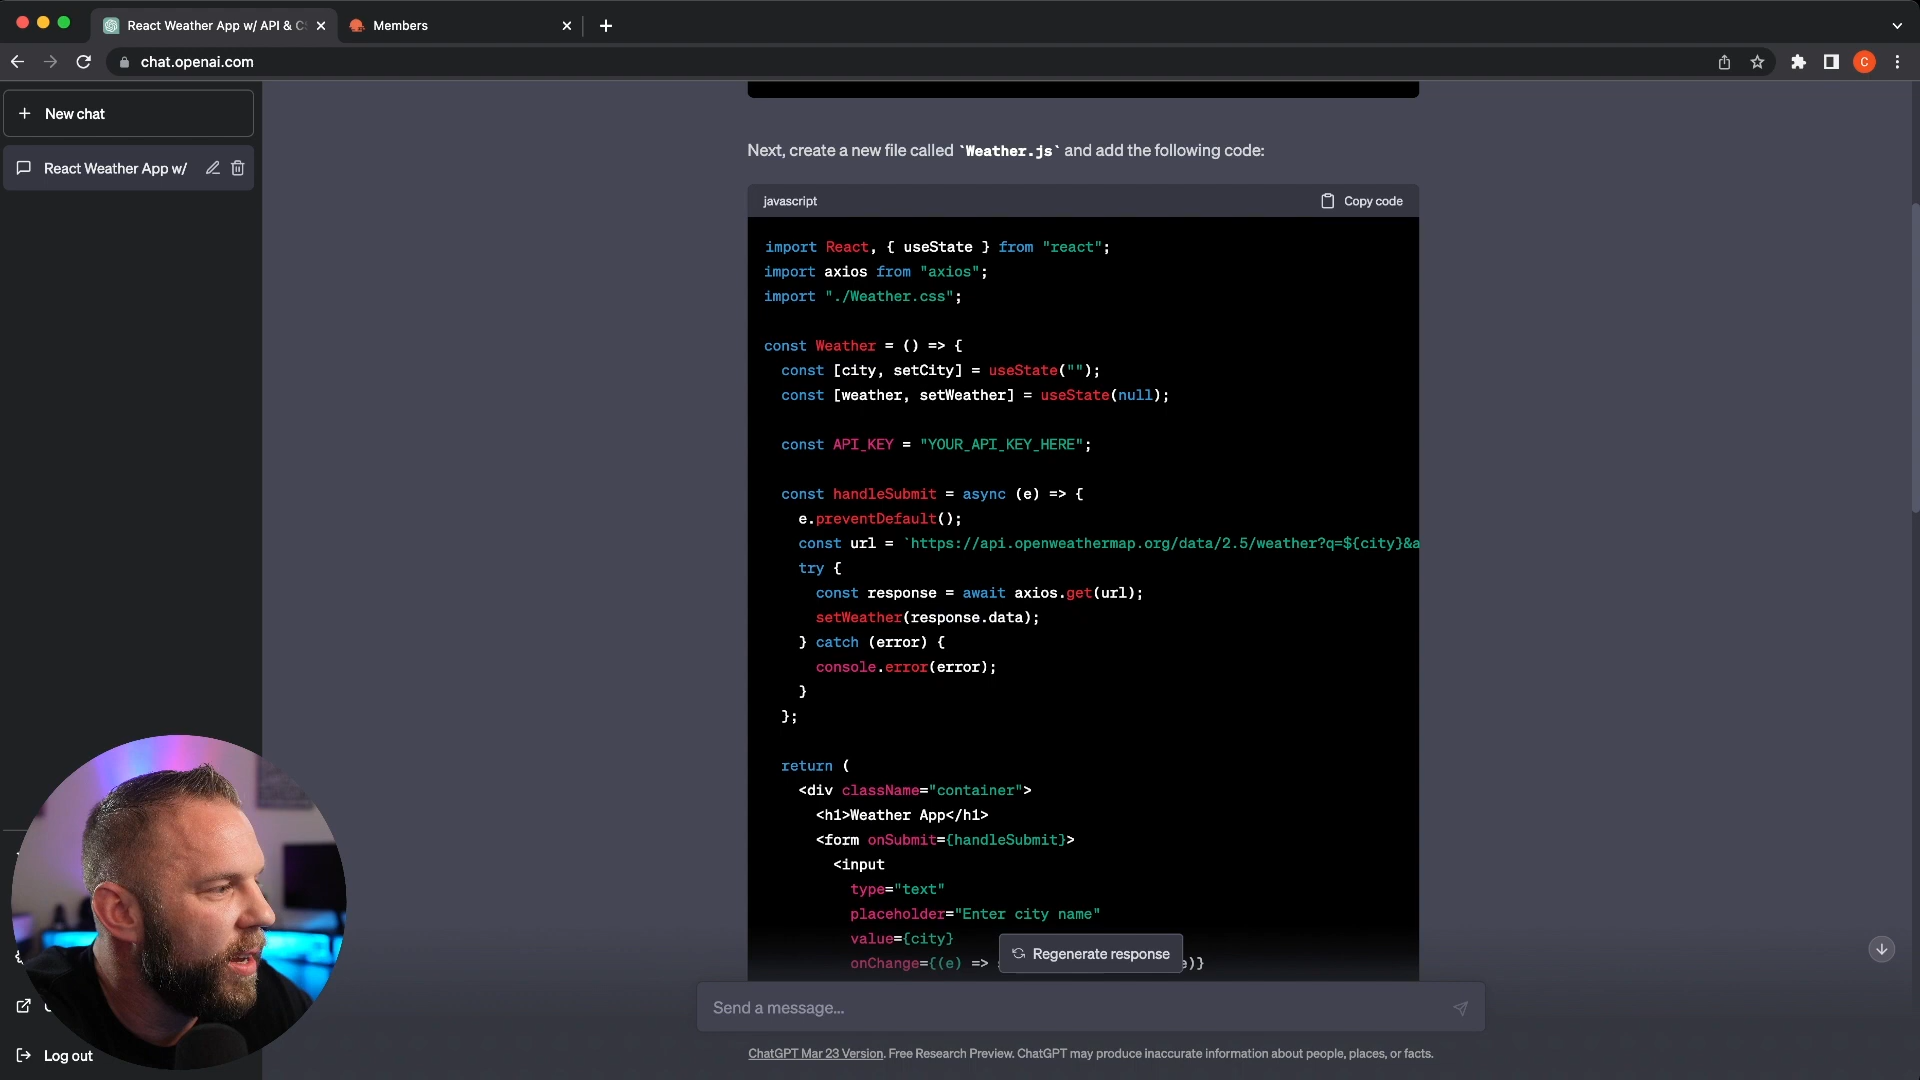 React Weather App w/ API & C
Members
chat.openai.com
C
New chat
React Weather App w/
Log out
Next, create a new file called `Weather.js` and add the following code:
javascript
Copy code
import React, { useState } from "react";
import axios from "axios";
import "./Weather.css";
const Weather = () => {
const [city, setCity] = useState("");
const [weather, setWeather] = useState(null);
const API_KEY = "YOUR_API_KEY_HERE";
const handleSubmit = async (e) => {
e.preventDefault();
const url = `https://api.openweathermap.org/data/2.5/weather?q=${city}&a
try {
const response = await axios.get(url);
setWeather(response.data);
} catch (error) {
console.error(error);
}
};
return (
<div className="container">
<h1>Weather App</h1>
<form onSubmit={handleSubmit}>
<input
type="text"
placeholder="Enter city name"
value={city}
onChange={(e) => e)}
Regenerate response
Send a message...
ChatGPT Mar 23 Version. Free Research Preview. ChatGPT may produce inaccurate information about people, places, or facts.